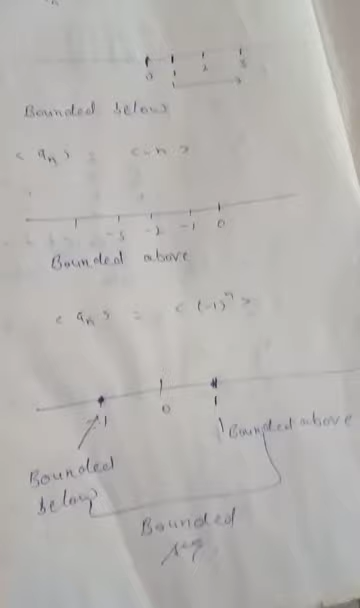 0 1 2 3
Bounded below
< aₙ > = < -n >
-3 -2 -1 0
Bounded above
< aₙ > = < (-1)ⁿ >
-1 0 1
Bounded above
Bounded
below
Bounded
seq